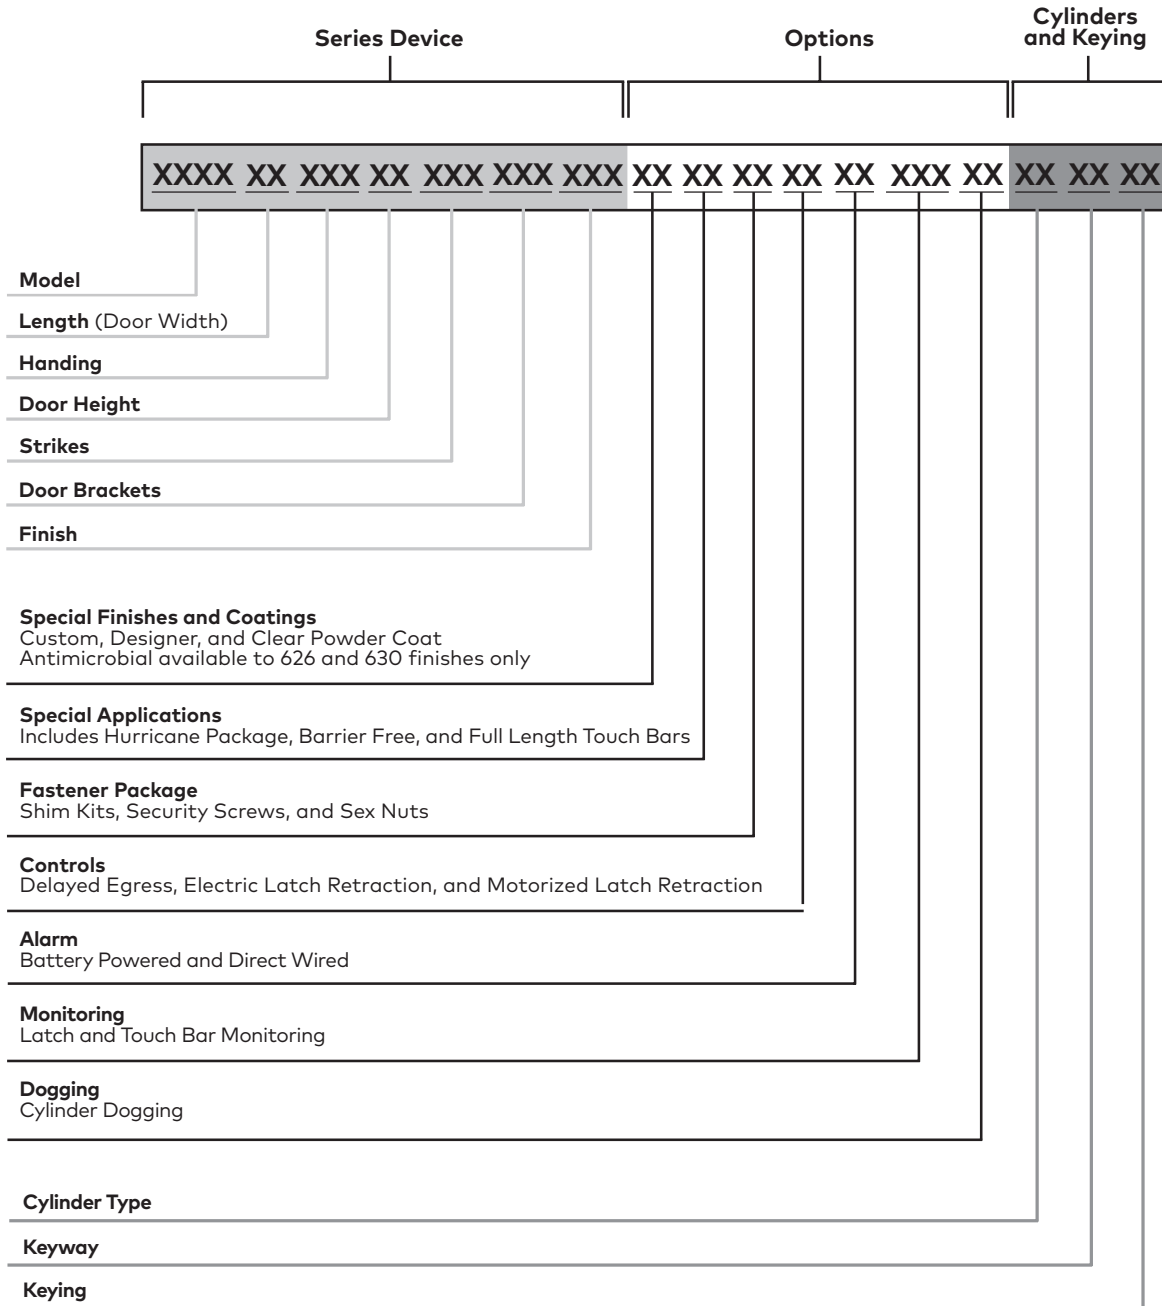 Series Device
Options
Cylinders
and Keying
XXXX XX XXX XX XXX XXX XXX XX XX XX XX XX XXX XX XX XX XX
Model
Length (Door Width)
Handing
Door Height
Strikes
Door Brackets
Finish
Special Finishes and Coatings
Custom, Designer, and Clear Powder Coat
Antimicrobial available to 626 and 630 finishes only
Special Applications
Includes Hurricane Package, Barrier Free, and Full Length Touch Bars
Fastener Package
Shim Kits, Security Screws, and Sex Nuts
Controls
Delayed Egress, Electric Latch Retraction, and Motorized Latch Retraction
Alarm
Battery Powered and Direct Wired
Monitoring
Latch and Touch Bar Monitoring
Dogging
Cylinder Dogging
Cylinder Type
Keyway
Keying